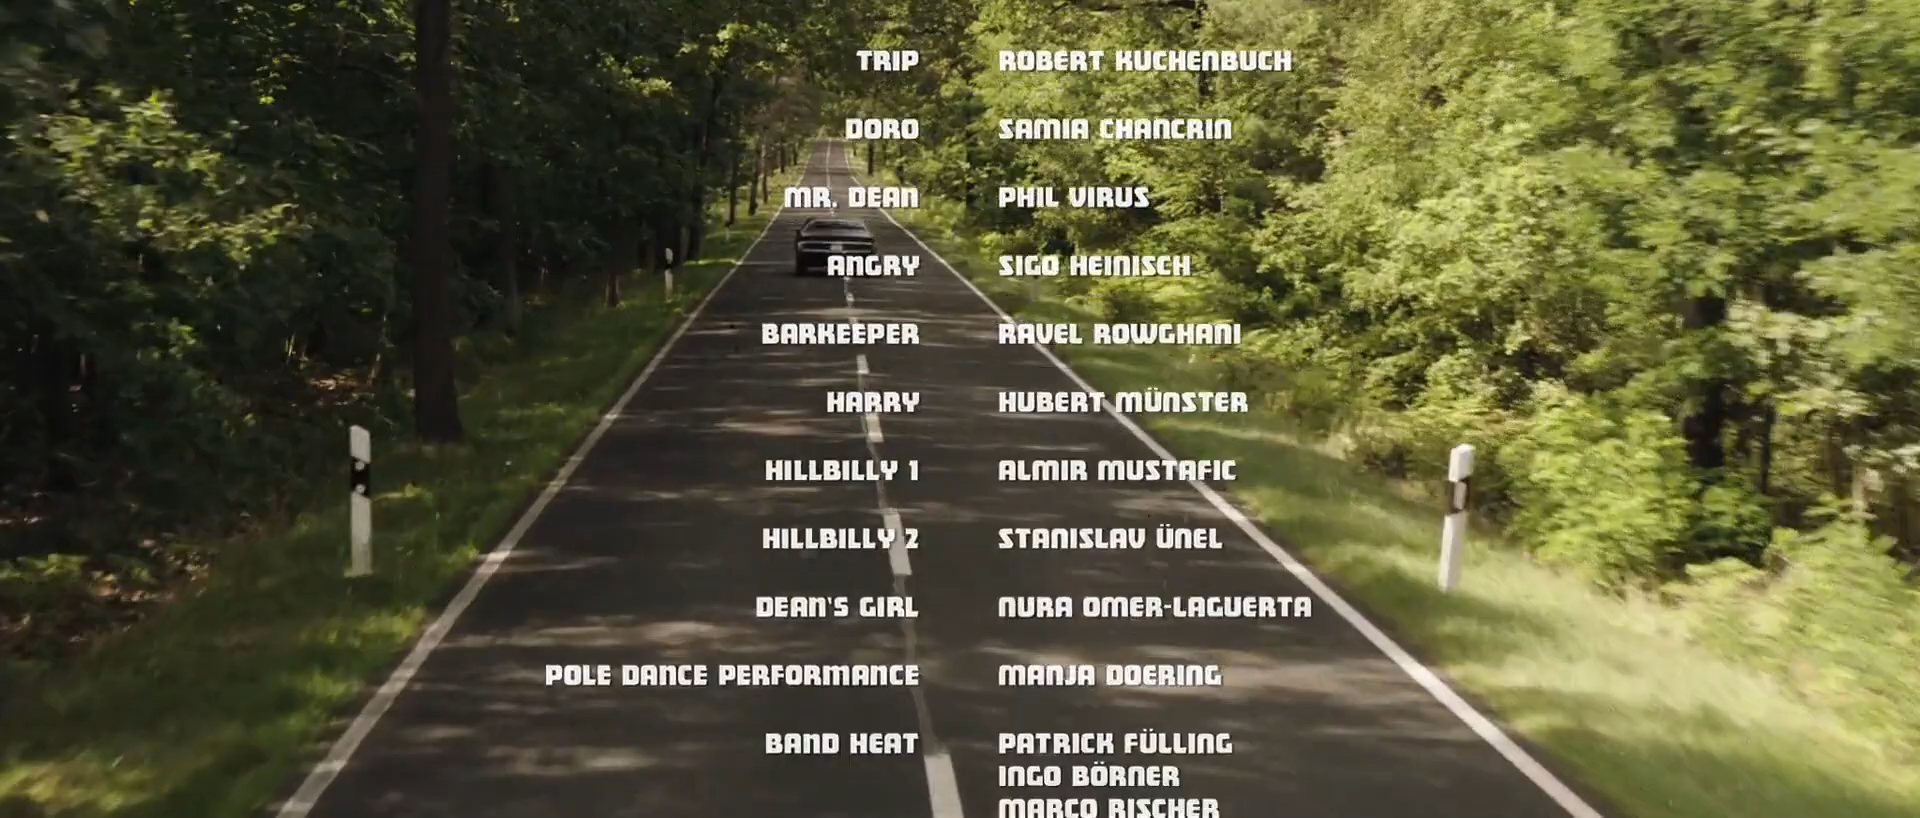 TRIP ROBERT KUCHENBUCH
DORO SAMIA CHANCRIN
MR. DEAN PHIL VIRUS
ANGRY SIGO HEINISCH
BARKEEPER RAVEL ROWGHANI
HARRY HUBERT MÜNSTER
HILLBILLY 1 ALMIR MUSTAFIC
HILLBILLY 2 STANISLAV ÜNEL
DEAN'S GIRL NURA OMER-LAGUERTA
POLE DANCE PERFORMANCE MANJA DOERING
BAND HEAT PATRICK FÜLLING
INGO BÖRNER
MARCO RISCHER